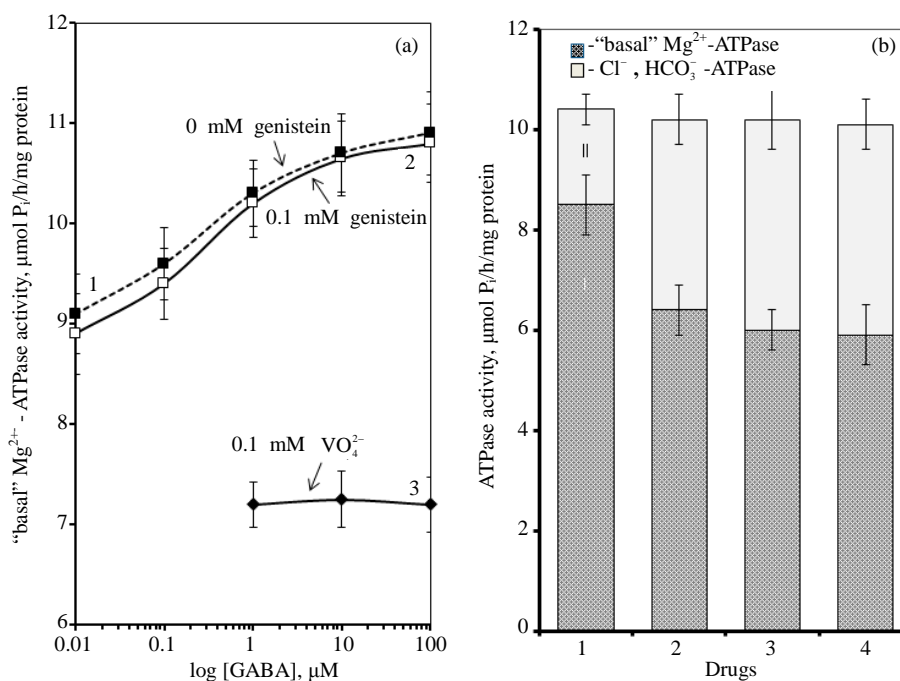 (a)
12
11
10
9
8
7
6
"basal" Mg²⁺ - ATPase activity, μmol Pᵢ/h/mg protein
0 mM genistein
0.1 mM genistein
1
2
0.1 mM VO₄²⁻
3
0.01
0.1
1
10
100
log [GABA], μM
(b)
-"basal" Mg²⁺-ATPase
- Cl⁻ , HCO₃⁻ -ATPase
12
10
8
6
4
2
0
ATPase activity, μmol Pᵢ/h/mg protein
II
I
1
2
3
4
Drugs